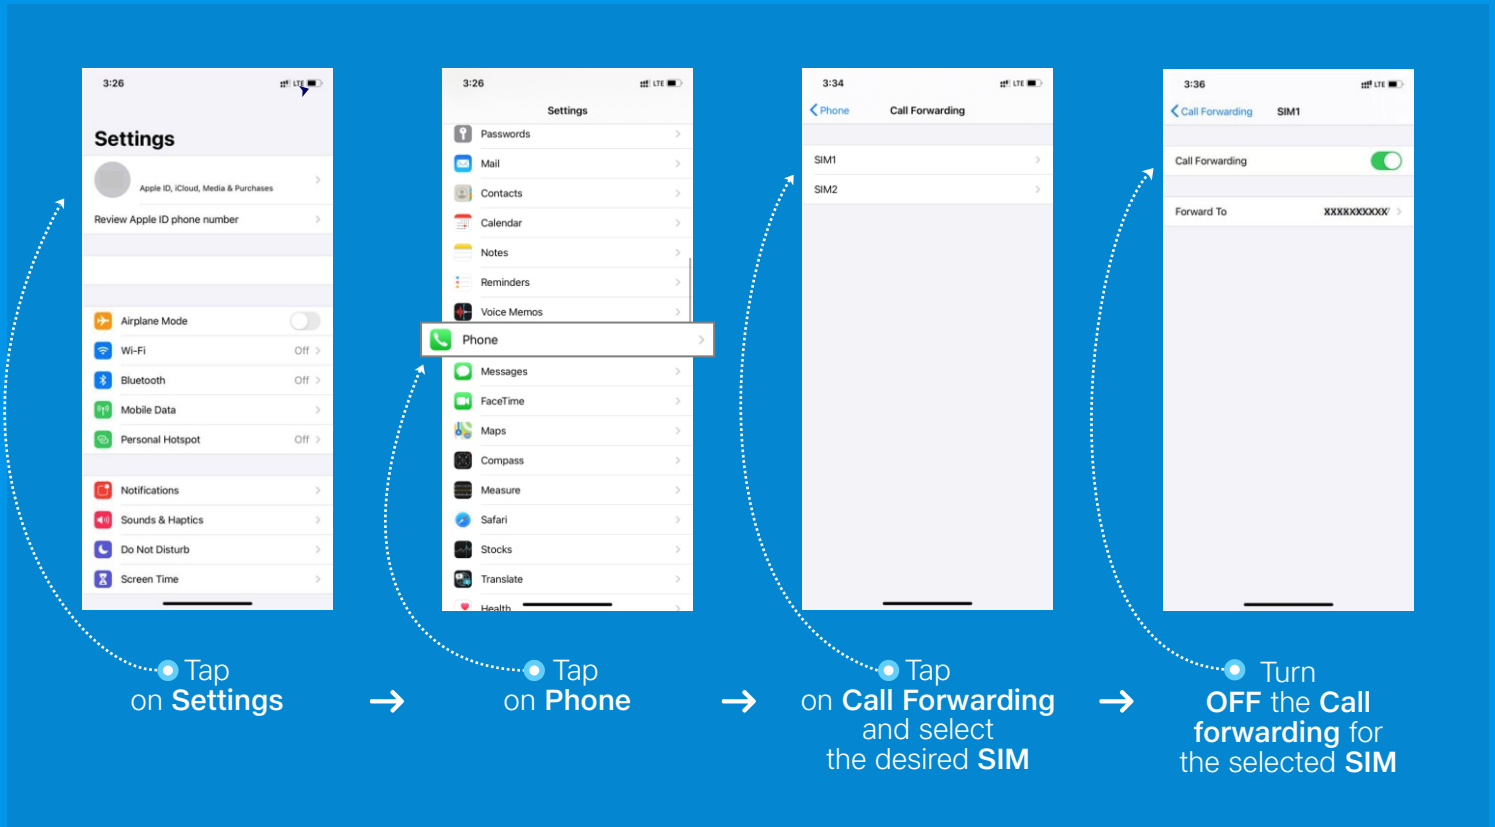 3:26
LTE
Settings
Apple ID, iCloud, Media & Purchases
Review Apple ID phone number
Airplane Mode
Wi-Fi Off
Bluetooth Off
Mobile Data
Personal Hotspot Off
Notifications
Sounds & Haptics
Do Not Disturb
Screen Time
Tap
on Settings
3:26
LTE
Settings
Passwords
Mail
Contacts
Calendar
Notes
Reminders
Voice Memos
Phone
Messages
FaceTime
Maps
Compass
Measure
Safari
Stocks
Translate
Health
Tap
on Phone
3:34
LTE
Phone Call Forwarding
SIM1
SIM2
Tap
on Call Forwarding
and select
the desired SIM
3:36
LTE
Call Forwarding SIM1
Call Forwarding
Forward To XXXXXXXXXX
Turn
OFF the Call
forwarding for
the selected SIM